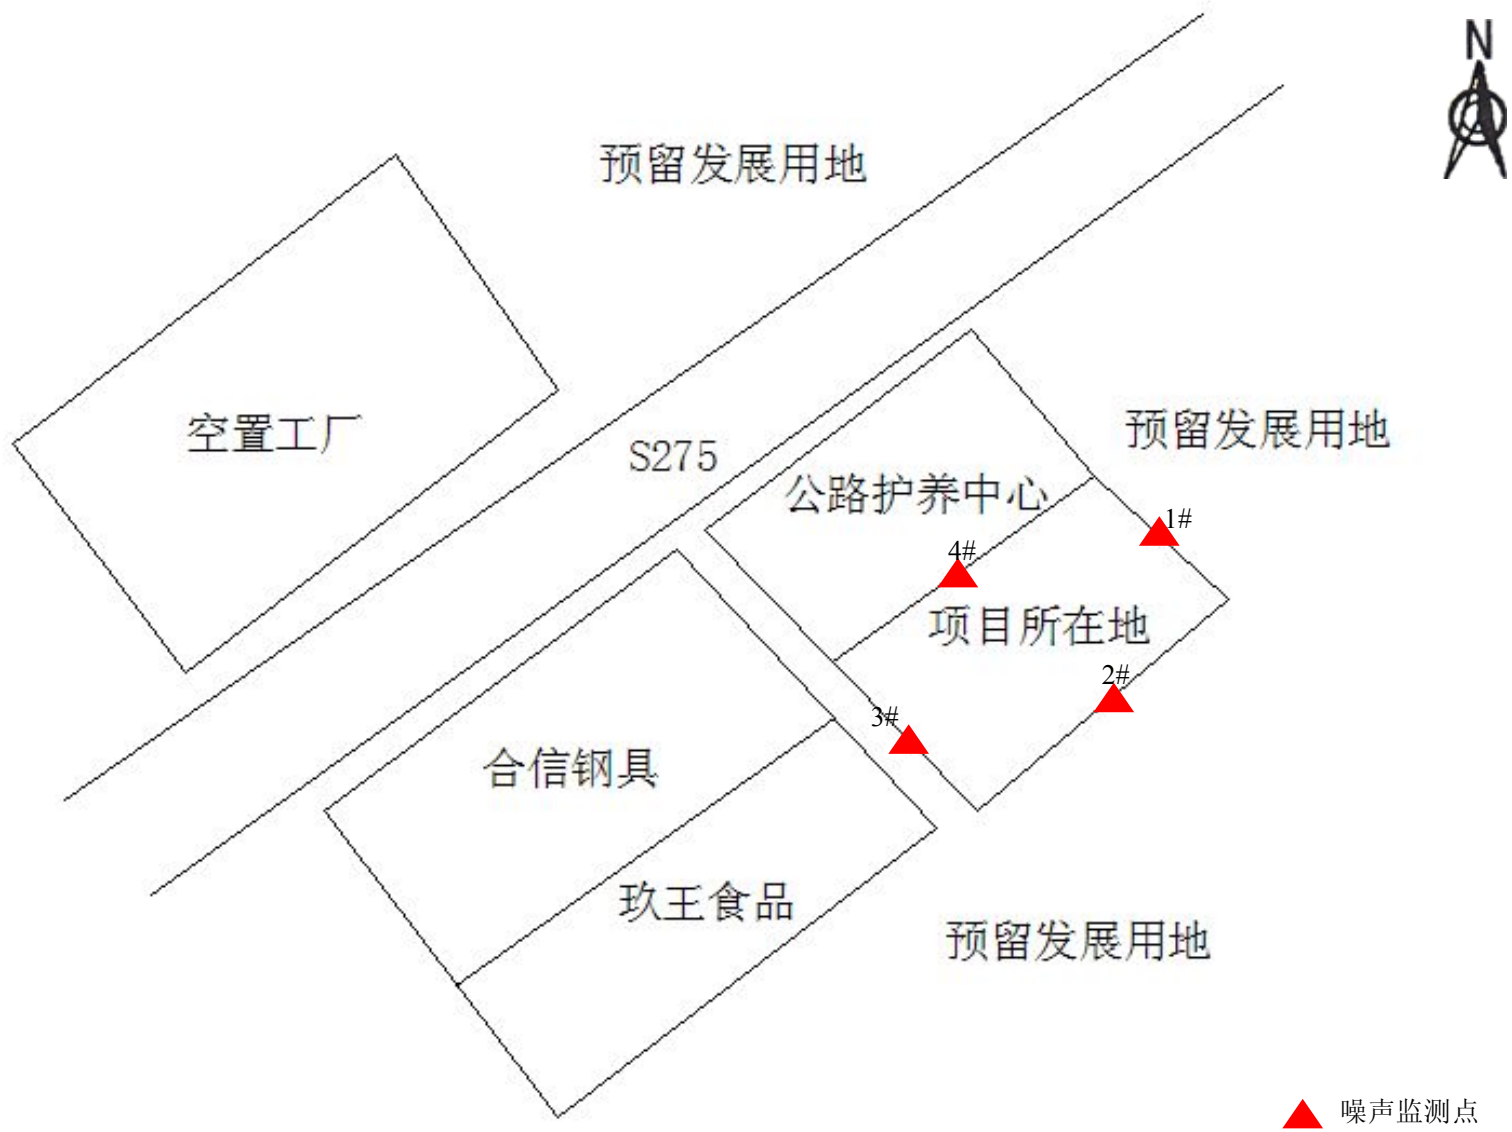 N
预留发展用地
空置工厂
S275
预留发展用地
公路护养中心
1#
4#
项目所在地
2#
3#
合信钢具
玖王食品
预留发展用地
噪声监测点